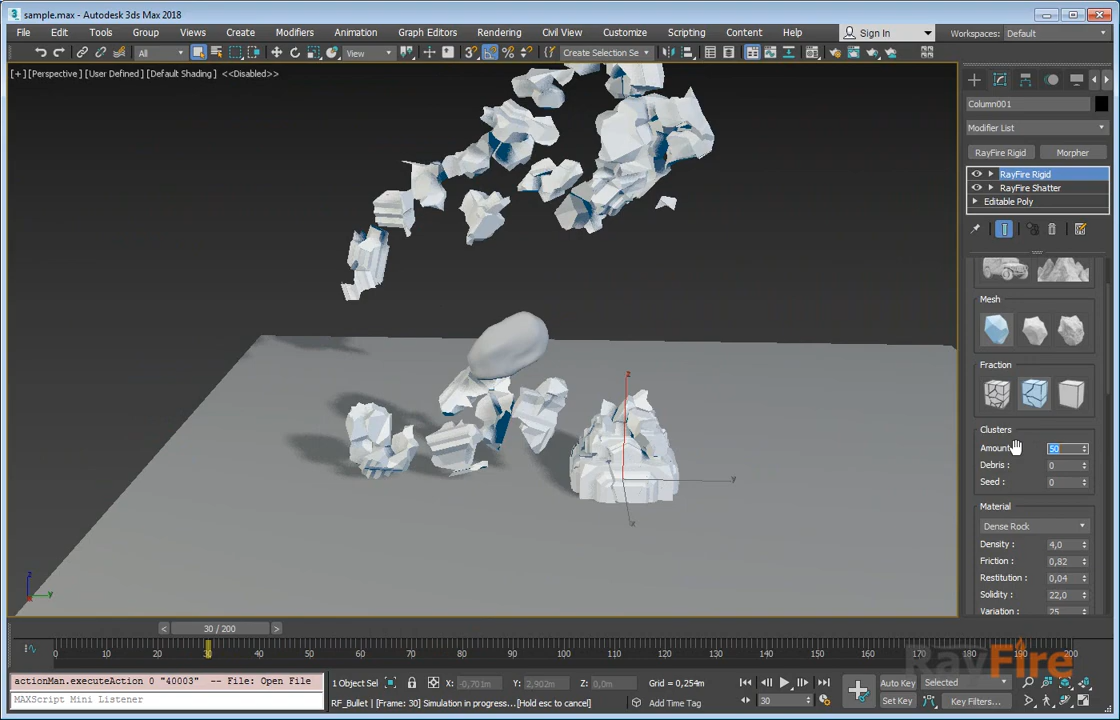 sample.max - Autodesk 3ds Max 2018
File Edit Tools Group Views Create Modifiers Animation Graph Editors Rendering Civil View Customize Scripting Content Help Sign In Workspaces: Default
All View Create Selection Se
[+] [Perspective] [User Defined] [Default Shading] <<Disabled>>
Column001
Modifier List
RayFire Rigid Morpher
RayFire Rigid
RayFire Shatter
Editable Poly
Mesh
Fraction
Clusters
Amount 50
Debris : 0
Seed : 0
Material
Dense Rock
Density : 4,0
Friction : 0,82
Restitution : 0,04
Solidity : 22,0
Variation : 25
z
y
x
z
y
< 30 / 200 >
0 10 20 30 40 50 60 70 80 90 100 110 120 130 140 150 160 170 180 190 200
RayFire
actionMan.executeAction 0 "40003" -- File: Open File
MAXScript Mini Listener
1 Object Sel X: -0,701m Y: 2,902m Z: 0,0m Grid = 0,254m
RF_Bullet | [Frame: 30] Simulation in progress... [Hold esc to cancel]
Add Time Tag
30
Auto Key Selected
Set Key Key Filters...